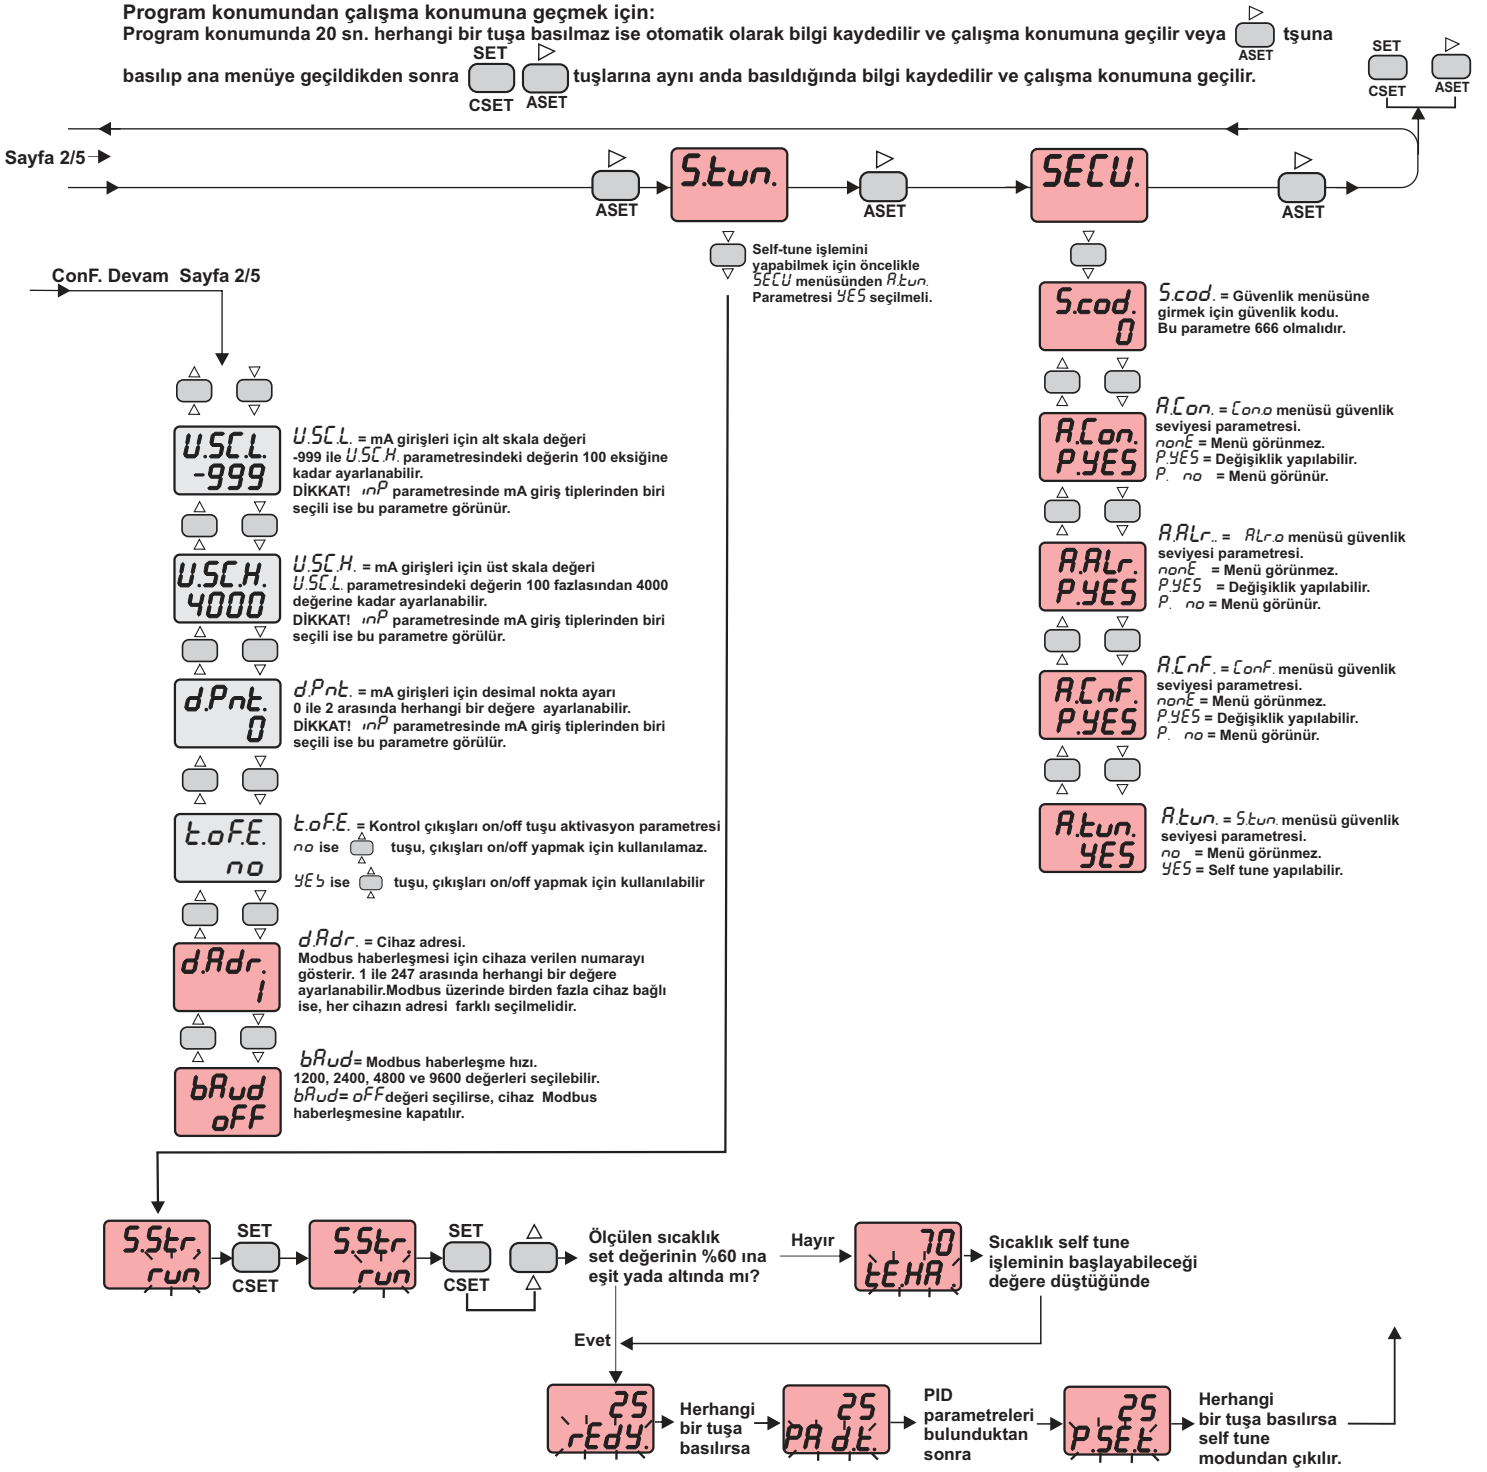 Program konumundan çalışma konumuna geçmek için:
Program konumunda 20 sn. herhangi bir tuşa basılmaz ise otomatik olarak bilgi kaydedilir ve çalışma konumuna geçilir veya ASET tşuna
basılıp ana menüye geçildikden sonra SET CSET ASET tuşlarına aynı anda basıldığında bilgi kaydedilir ve çalışma konumuna geçilir.
SET
CSET ASET
Sayfa 2/5
ASET
S.tun.
ASET
SECU.
ASET
Self-tune işlemini
yapabilmek için öncelikle
SECU menüsünden A.tun.
Parametresi YES seçilmeli.
ConF. Devam Sayfa 2/5
S.cod.
0
S.cod. = Güvenlik menüsüne
girmek için güvenlik kodu.
Bu parametre 666 olmalıdır.
A.Con.
P.YES
A.Con. = Con.o menüsü güvenlik
seviyesi parametresi.
nonE = Menü görünmez.
P.YES = Değişiklik yapılabilir.
P. no = Menü görünür.
A.ALr.
P.YES
A.ALr.. = ALr.o menüsü güvenlik
seviyesi parametresi.
nonE = Menü görünmez.
P.YES = Değişiklik yapılabilir.
P. no = Menü görünür.
A.CnF.
P.YES
A.CnF. = ConF. menüsü güvenlik
seviyesi parametresi.
nonE = Menü görünmez.
P.YES = Değişiklik yapılabilir.
P. no = Menü görünür.
A.tun.
YES
A.tun. = S.tun. menüsü güvenlik
seviyesi parametresi.
no = Menü görünmez.
YES = Self tune yapılabilir.
U.SC.L.
-999
U.SC.L. = mA girişleri için alt skala değeri
-999 ile U.SC.H. parametresindeki değerin 100 eksiğine
kadar ayarlanabilir.
DİKKAT! inP parametresinde mA giriş tiplerinden biri
seçili ise bu parametre görünür.
U.SC.H.
4000
U.SC.H. = mA girişleri için üst skala değeri
U.SC.L. parametresindeki değerin 100 fazlasından 4000
değerine kadar ayarlanabilir.
DİKKAT! inP parametresinde mA giriş tiplerinden biri
seçili ise bu parametre görülür.
d.Pnt.
0
d.Pnt. = mA girişleri için desimal nokta ayarı
0 ile 2 arasında herhangi bir değere ayarlanabilir.
DİKKAT! inP parametresinde mA giriş tiplerinden biri
seçili ise bu parametre görülür.
t.oF.E.
no
t.oF.E. = Kontrol çıkışları on/off tuşu aktivasyon parametresi
no ise tuşu, çıkışları on/off yapmak için kullanılamaz.
YES ise tuşu, çıkışları on/off yapmak için kullanılabilir
d.Adr.
1
d.Adr. = Cihaz adresi.
Modbus haberleşmesi için cihaza verilen numarayı
gösterir. 1 ile 247 arasında herhangi bir değere
ayarlanabilir.Modbus üzerinde birden fazla cihaz bağlı
ise, her cihazın adresi farklı seçilmelidir.
bAud
oFF
bAud= Modbus haberleşme hızı.
1200, 2400, 4800 ve 9600 değerleri seçilebilir.
bAud= oFF değeri seçilirse, cihaz Modbus
haberleşmesine kapatılır.
S.Str.
run
SET
CSET
S.Str.
run
SET
CSET
Ölçülen sıcaklık
set değerinin %60 ına
eşit yada altında mı?
Hayır
70
tE.HA.
Sıcaklık self tune
işleminin başlayabileceği
değere düştüğünde
Evet
25
rEdY.
Herhangi
bir tuşa
basılırsa
25
PA d.t.
PID
parametreleri
bulunduktan
sonra
25
P.SEt.
Herhangi
bir tuşa basılırsa
self tune
modundan çıkılır.